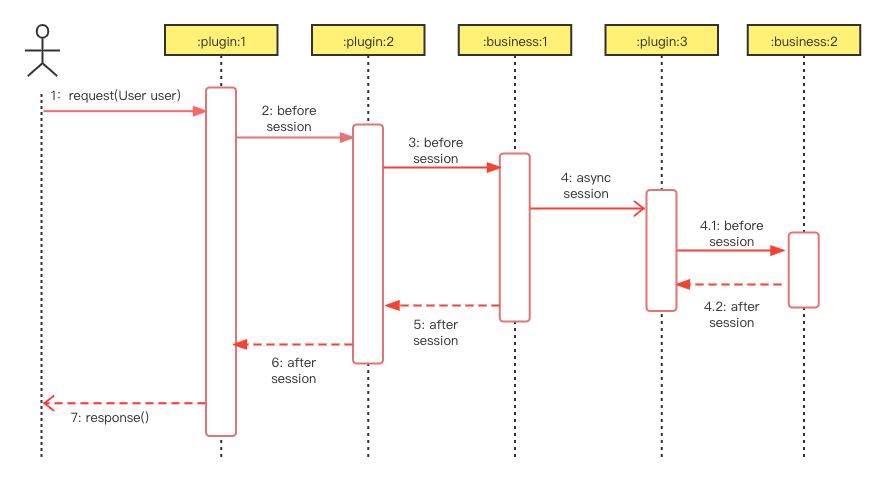 :plugin:1
:plugin:2
:business:1
:plugin:3
:business:2
1:  request(User user)
2: before
session
3: before
session
4: async
session
4.1: before
session
4.2: after
session
5: after
session
6: after
session
7: response()